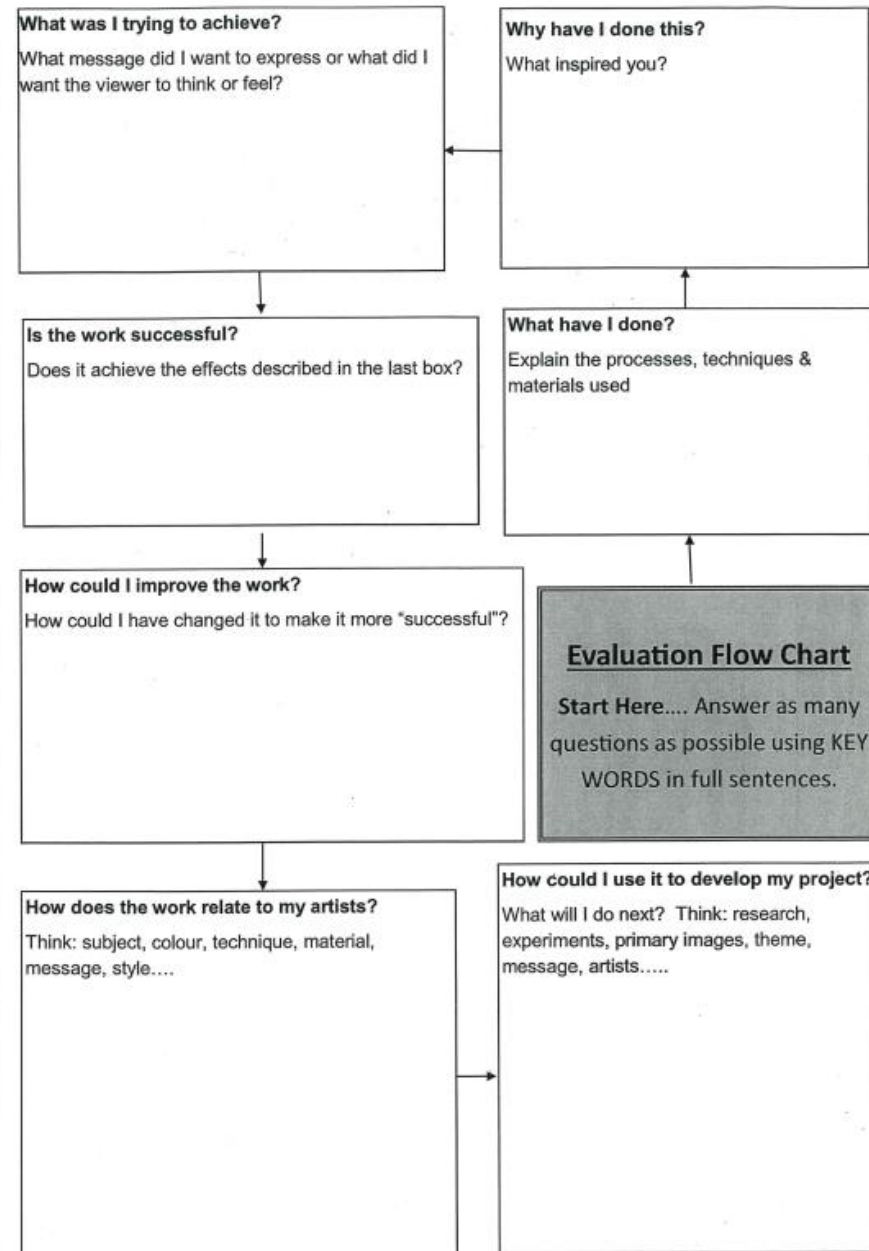 What was I trying to achieve?
What message did I want to express or what did I
want the viewer to think or feel?
Why have I done this?
What inspired you?
Is the work successful?
Does it achieve the effects described in the last box?
What have I done?
Explain the processes, techniques &
materials used
How could I improve the work?
How could I have changed it to make it more "successful"?
Evaluation Flow Chart
Start Here.... Answer as many
questions as possible using KEY
WORDS in full sentences.
How does the work relate to my artists?
Think: subject, colour, technique, material,
message, style....
How could I use it to develop my project?
What will I do next? Think: research,
experiments, primary images, theme,
message, artists.....